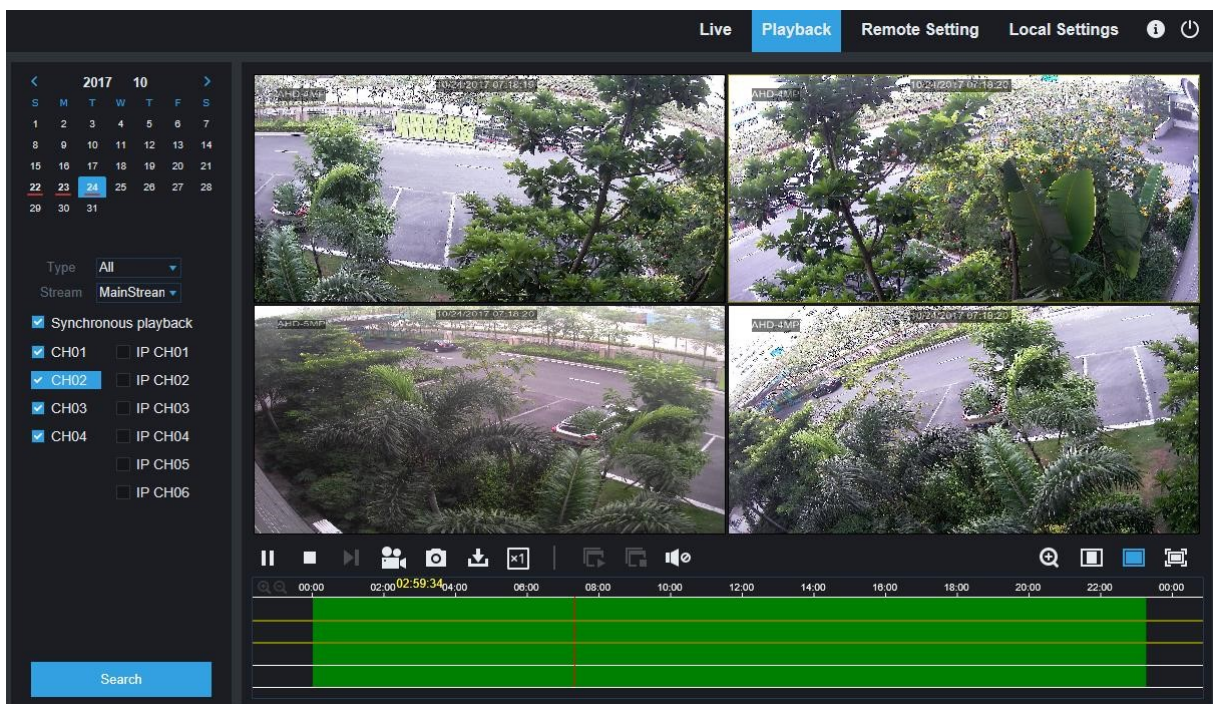 Live Playback Remote Setting Local Settings
2017 10
S M T W T F S
1 2 3 4 5 6 7
8 9 10 11 12 13 14
15 16 17 18 19 20 21
22 23 24 25 26 27 28
29 30 31
Type All
Stream MainStream
Synchronous playback
CH01 IP CH01
CH02 IP CH02
CH03 IP CH03
CH04 IP CH04
IP CH05
IP CH06
Search
AHD-4MP 10/24/2017 07:18:19
AHD-4MP 10/24/2017 07:18:20
AHD-5MP 10/24/2017 07:18:20
AHD-4MP 10/24/2017 07:18:20
×1
00:00 02:00 02:59:34 04:00 06:00 08:00 10:00 12:00 14:00 16:00 18:00 20:00 22:00 00:00